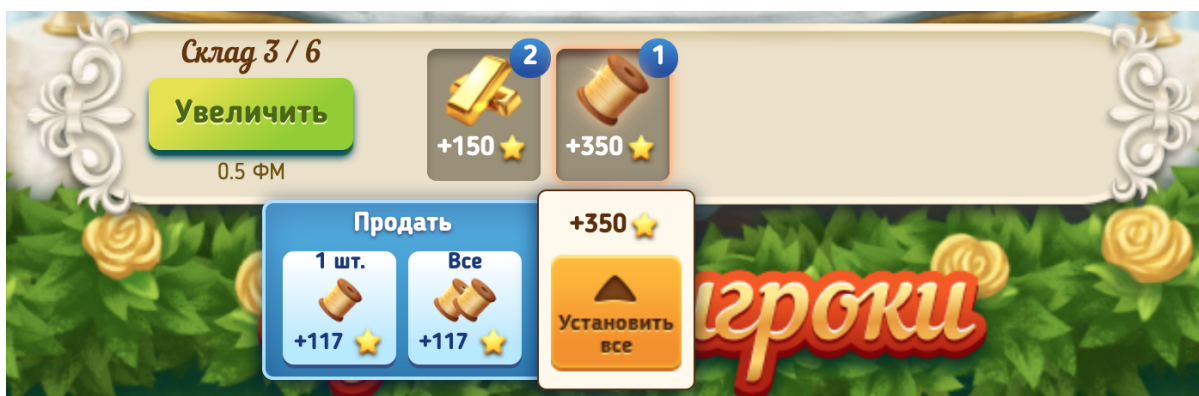 Склад 3 / 6
Увеличить
0.5 ФМ
2
+150
1
+350
Продать
1 шт.
+117
Все
+117
+350
Установить
все
игроки